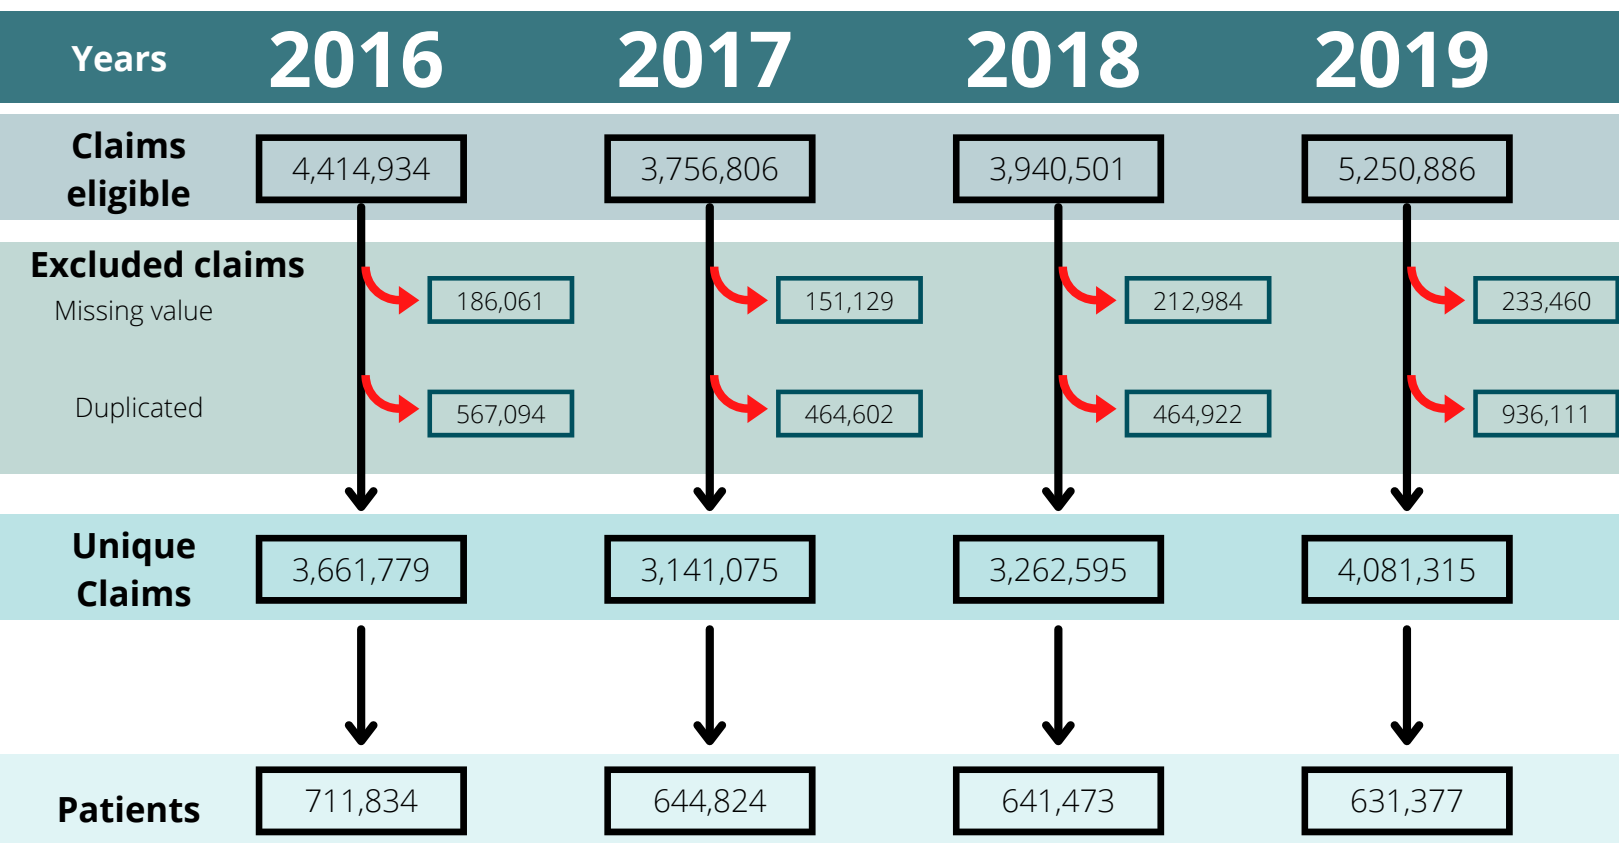 Years 2016 2017 2018 2019
Claims
eligible
4,414,934 3,756,806 3,940,501 5,250,886
Excluded claims
Missing value
186,061 151,129 212,984 233,460
Duplicated
567,094 464,602 464,922 936,111
Unique
Claims
3,661,779 3,141,075 3,262,595 4,081,315
Patients
711,834 644,824 641,473 631,377